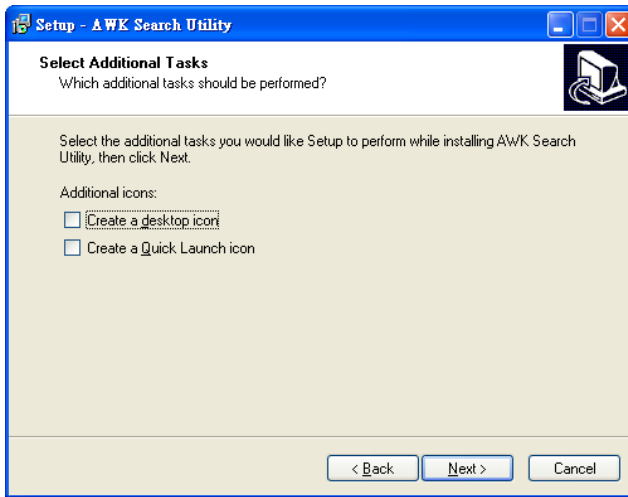 Setup - AWK Search Utility
Select Additional Tasks
Which additional tasks should be performed?
Select the additional tasks you would like Setup to perform while installing AWK Search
Utility, then click Next.
Additional icons:
Create a desktop icon
Create a Quick Launch icon
< Back Next > Cancel